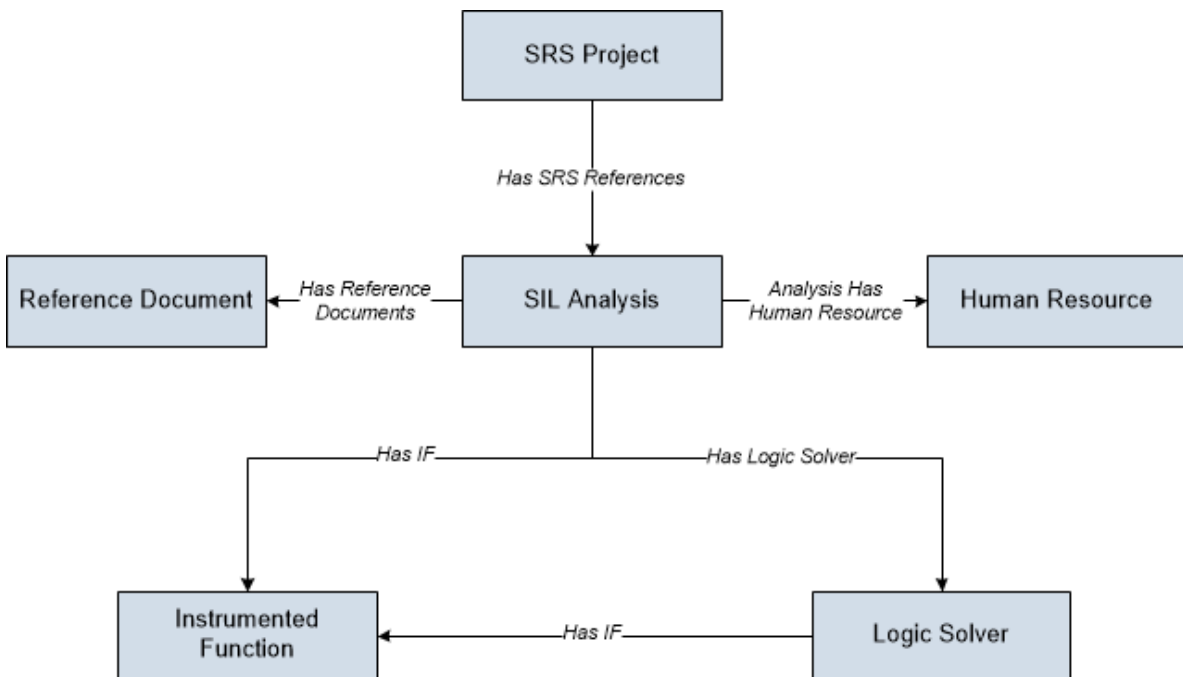 SRS Project
Has SRS References
Reference Document
Has Reference
Documents
SIL Analysis
Analysis Has
Human Resource
Human Resource
Has IF
Has Logic Solver
Instrumented
Function
Has IF
Logic Solver